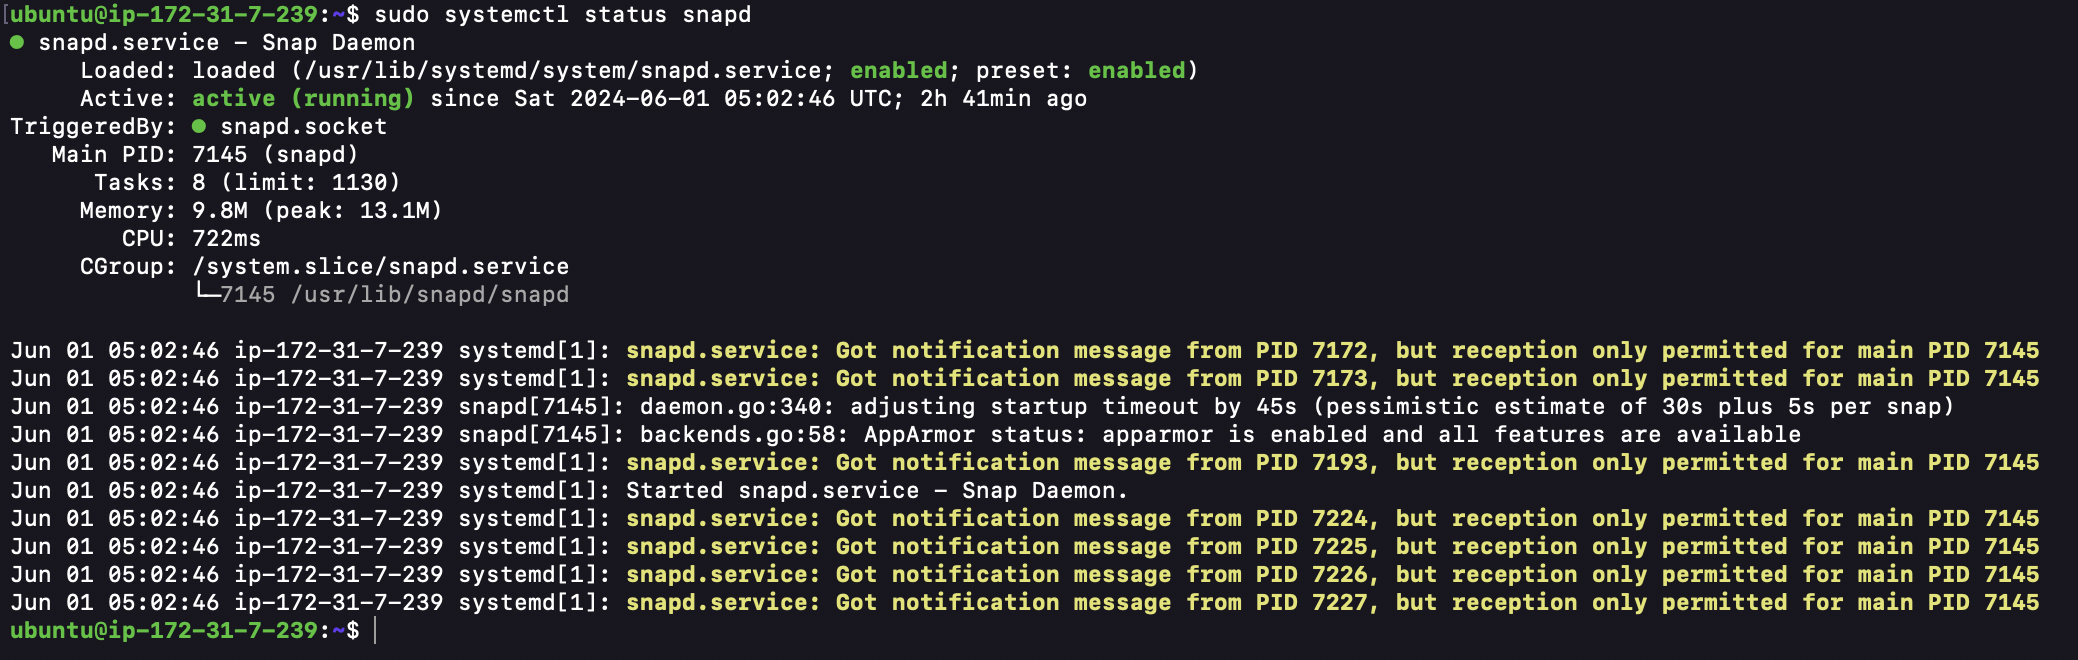 [ubuntu@ip-172-31-7-239:~$ sudo systemctl status snapd
● snapd.service - Snap Daemon
     Loaded: loaded (/usr/lib/systemd/system/snapd.service; enabled; preset: enabled)
     Active: active (running) since Sat 2024-06-01 05:02:46 UTC; 2h 41min ago
TriggeredBy: ● snapd.socket
   Main PID: 7145 (snapd)
      Tasks: 8 (limit: 1130)
     Memory: 9.8M (peak: 13.1M)
        CPU: 722ms
     CGroup: /system.slice/snapd.service
             └─7145 /usr/lib/snapd/snapd

Jun 01 05:02:46 ip-172-31-7-239 systemd[1]: snapd.service: Got notification message from PID 7172, but reception only permitted for main PID 7145
Jun 01 05:02:46 ip-172-31-7-239 systemd[1]: snapd.service: Got notification message from PID 7173, but reception only permitted for main PID 7145
Jun 01 05:02:46 ip-172-31-7-239 snapd[7145]: daemon.go:340: adjusting startup timeout by 45s (pessimistic estimate of 30s plus 5s per snap)
Jun 01 05:02:46 ip-172-31-7-239 snapd[7145]: backends.go:58: AppArmor status: apparmor is enabled and all features are available
Jun 01 05:02:46 ip-172-31-7-239 systemd[1]: snapd.service: Got notification message from PID 7193, but reception only permitted for main PID 7145
Jun 01 05:02:46 ip-172-31-7-239 systemd[1]: Started snapd.service - Snap Daemon.
Jun 01 05:02:46 ip-172-31-7-239 systemd[1]: snapd.service: Got notification message from PID 7224, but reception only permitted for main PID 7145
Jun 01 05:02:46 ip-172-31-7-239 systemd[1]: snapd.service: Got notification message from PID 7225, but reception only permitted for main PID 7145
Jun 01 05:02:46 ip-172-31-7-239 systemd[1]: snapd.service: Got notification message from PID 7226, but reception only permitted for main PID 7145
Jun 01 05:02:46 ip-172-31-7-239 systemd[1]: snapd.service: Got notification message from PID 7227, but reception only permitted for main PID 7145
ubuntu@ip-172-31-7-239:~$